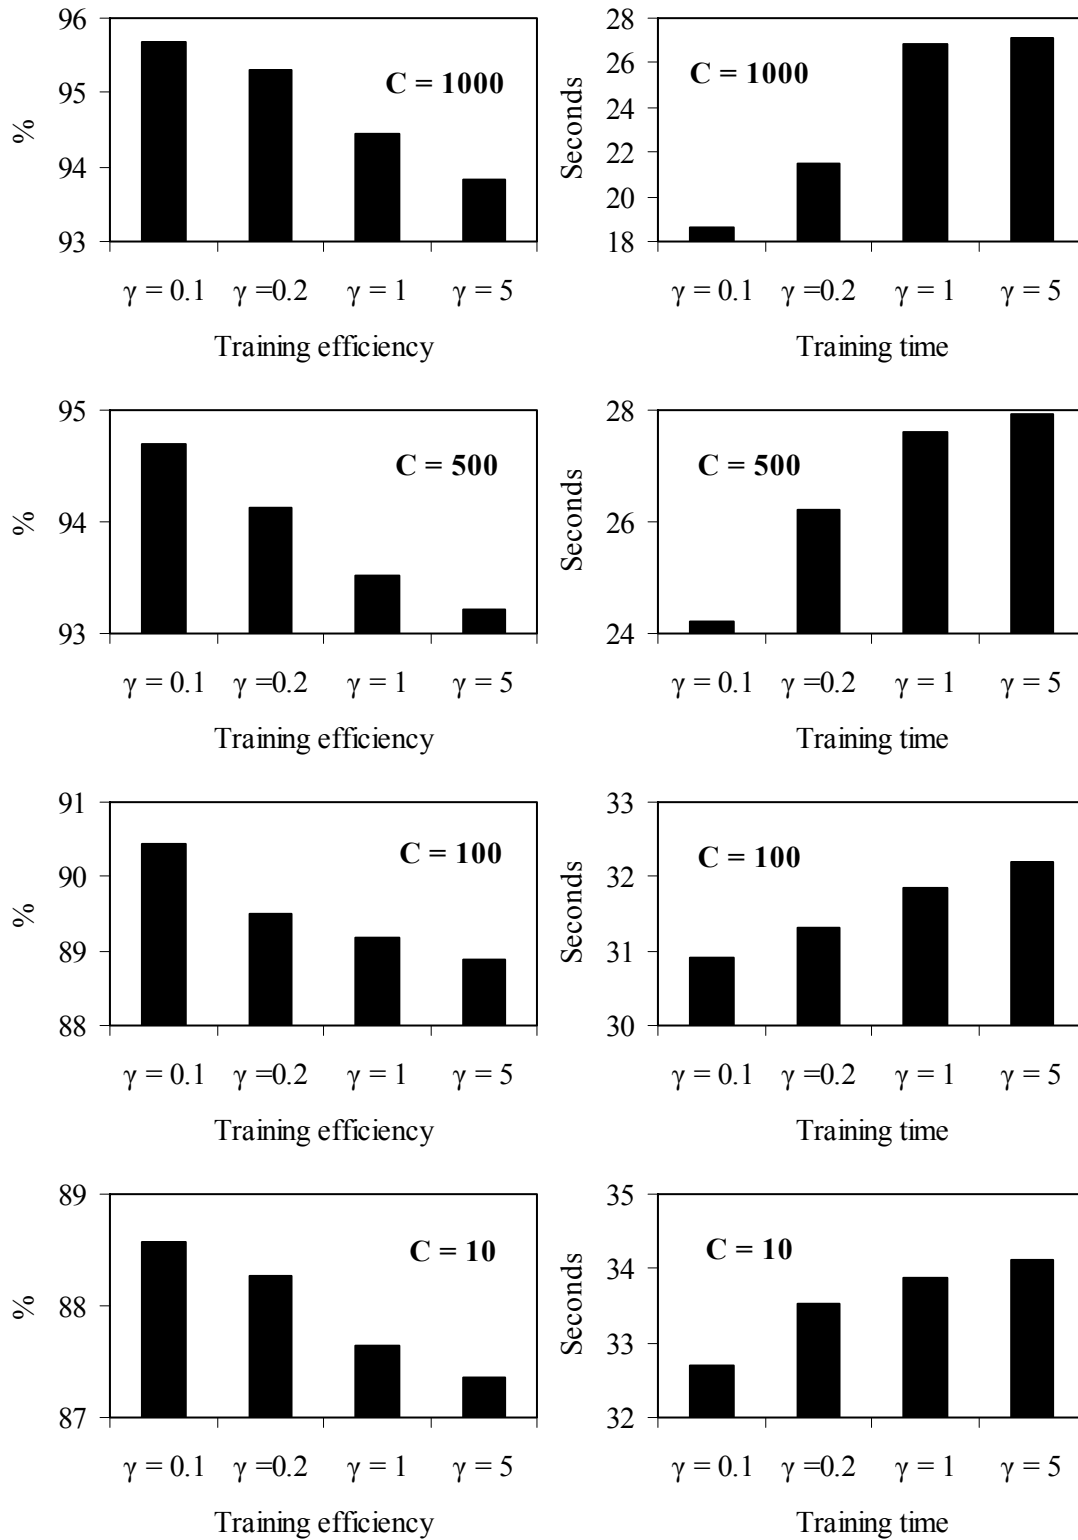 96
95
94
93
%
C = 1000
γ = 0.1 γ =0.2 γ = 1 γ = 5
Training efficiency
28
26
24
22
20
18
Seconds
C = 1000
γ = 0.1 γ =0.2 γ = 1 γ = 5
Training time
95
94
93
%
C = 500
γ = 0.1 γ =0.2 γ = 1 γ = 5
Training efficiency
28
26
24
Seconds
C = 500
γ = 0.1 γ =0.2 γ = 1 γ = 5
Training time
91
90
89
88
%
C = 100
γ = 0.1 γ =0.2 γ = 1 γ = 5
Training efficiency
33
32
31
30
Seconds
C = 100
γ = 0.1 γ =0.2 γ = 1 γ = 5
Training time
89
88
87
%
C = 10
γ = 0.1 γ =0.2 γ = 1 γ = 5
Training efficiency
35
34
33
32
Seconds
C = 10
γ = 0.1 γ =0.2 γ = 1 γ = 5
Training time